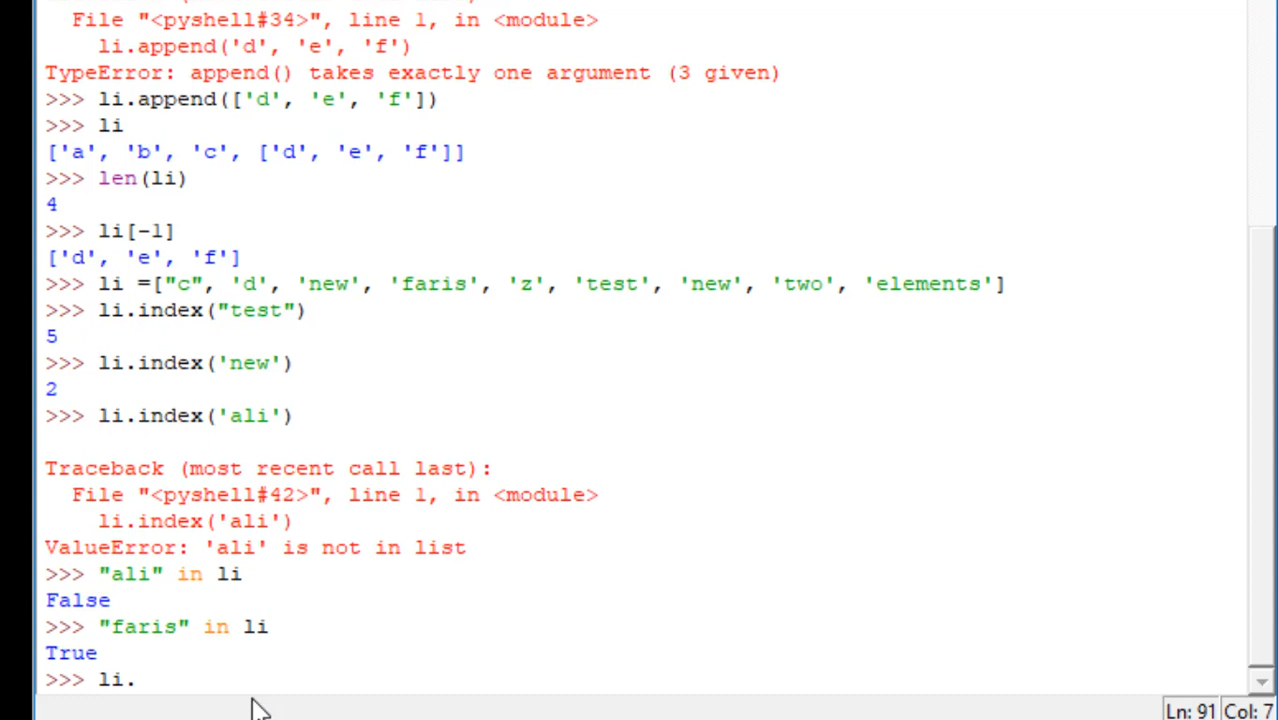 File "<pyshell#34>", line 1, in <module>
li.append('d', 'e', 'f')
TypeError: append() takes exactly one argument (3 given)
>>> li.append(['d', 'e', 'f'])
>>> li
['a', 'b', 'c', ['d', 'e', 'f']]
>>> len(li)
4
>>> li[-1]
['d', 'e', 'f']
>>> li =["c", 'd', 'new', 'faris', 'z', 'test', 'new', 'two', 'elements']
>>> li.index("test")
5
>>> li.index('new')
2
>>> li.index('ali')
Traceback (most recent call last):
File "<pyshell#42>", line 1, in <module>
li.index('ali')
ValueError: 'ali' is not in list
>>> "ali" in li
False
>>> "faris" in li
True
>>> li.
Ln: 91 Col: 7